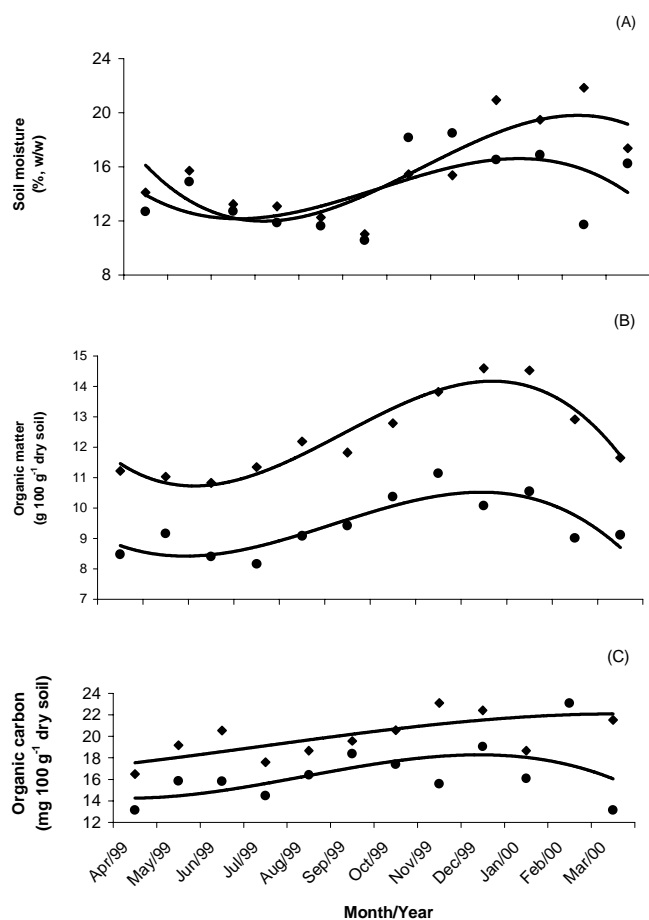 (A)
24
20
16
12
8
Soil moisture
(%, w/w)
(B)
15
14
13
12
11
10
9
8
7
Organic matter
(g 100 g⁻¹ dry soil)
(C)
24
22
20
18
16
14
12
Organic carbon
(mg 100 g⁻¹ dry soil)
Apr/99
May/99
Jun/99
Jul/99
Aug/99
Sep/99
Oct/99
Nov/99
Dec/99
Jan/00
Feb/00
Mar/00
Month/Year